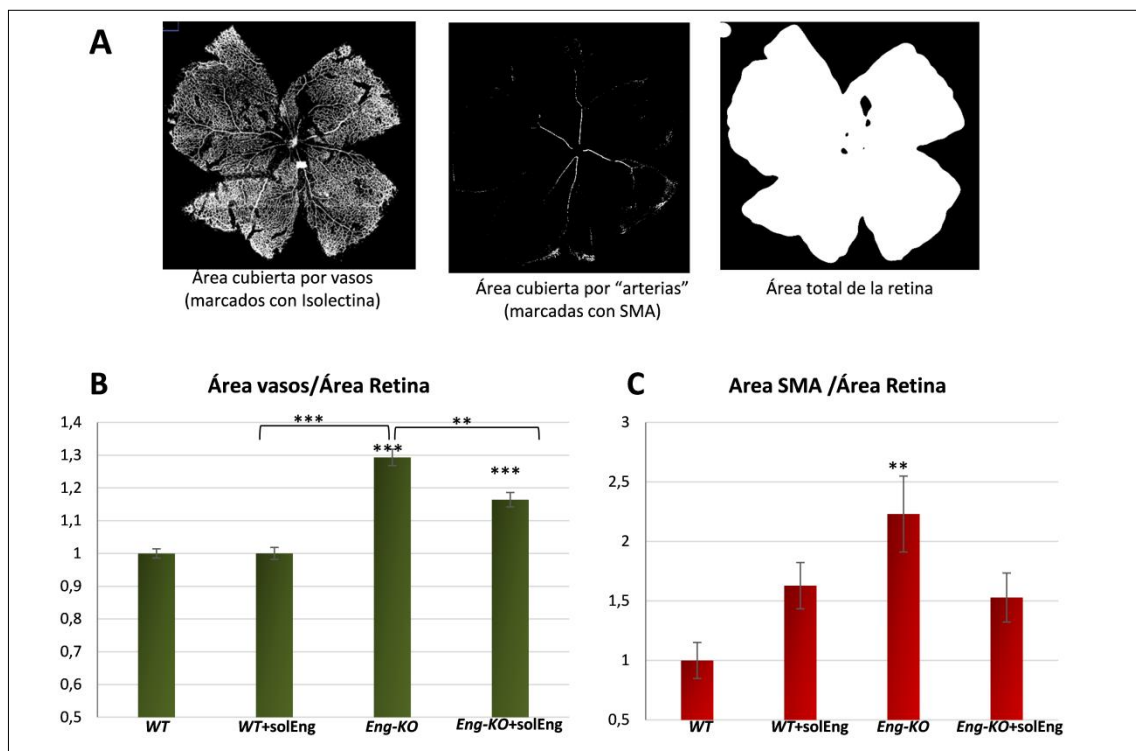 A
Área cubierta por vasos
(marcados con Isolectina)
Área cubierta por “arterias”
(marcadas con SMA)
Área total de la retina
B
Área vasos/Área Retina
1,4
1,3
1,2
1,1
1
0,9
0,8
0,7
0,6
0,5
***
**
***
***
WT
WT+solEng
Eng-KO
Eng-KO+solEng
C
Area SMA /Área Retina
3
2,5
2
1,5
1
0,5
**
WT
WT+solEng
Eng-KO
Eng-KO+solEng